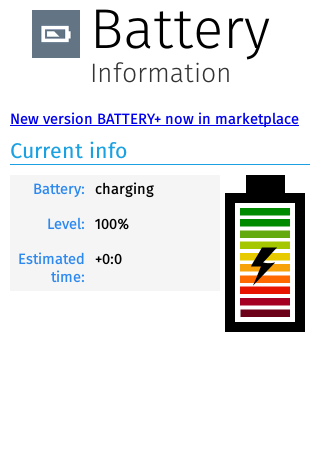 Battery
Information
New version BATTERY+ now in marketplace
Current info
Battery: charging
Level: 100%
Estimated +0:0
time: